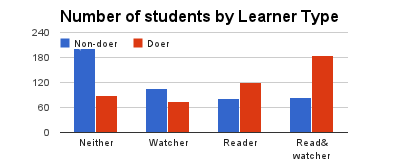 Number of students by Learner Type
240
Non-doer Doer
180
120
60
0
Neither Watcher Reader Read&
watcher